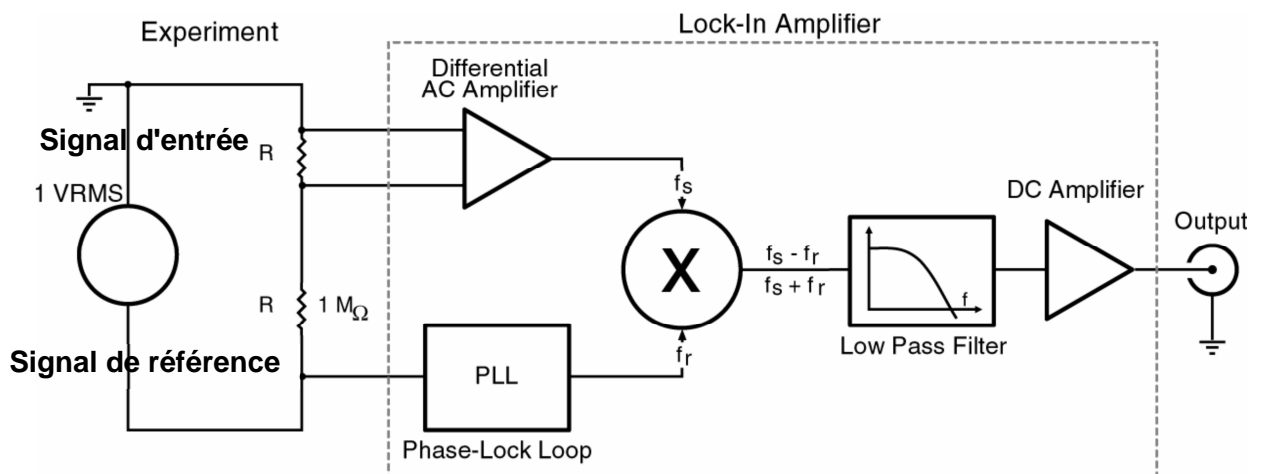 Experiment
Lock-In Amplifier
Differential
AC Amplifier
Signal d'entrée
R
1 VRMS
fs
DC Amplifier
Output
X
fs - fr
fs + fr
f
R
1 MΩ
Low Pass Filter
Signal de référence
PLL
fr
Phase-Lock Loop